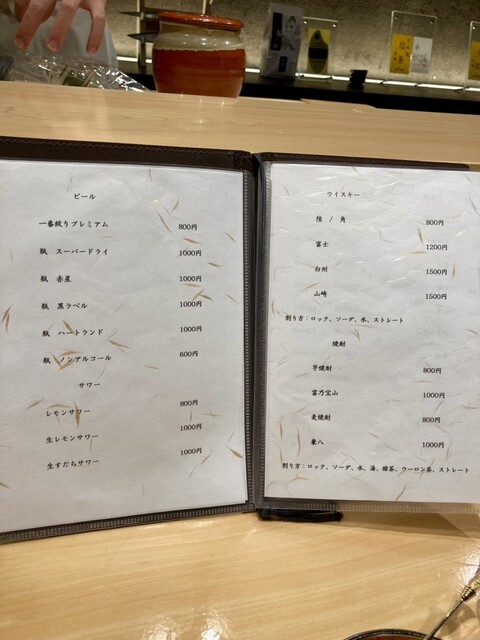 ビール
一番絞りプレミアム 800円
瓶 スーパードライ 1000円
瓶 赤星 1000円
瓶 黒ラベル 1000円
瓶 ハートランド 1000円
瓶 ノンアルコール 600円
サワー
レモンサワー 800円
生レモンサワー 1000円
生すだちサワー 1000円
ウイスキー
陸 / 角 800円
富士 1200円
白州 1500円
山崎 1500円
割り方：ロック、ソーダ、水、ストレート
焼酎
芋焼酎 800円
富乃宝山 1000円
麦焼酎 800円
兼八 1000円
割り方：ロック、ソーダ、水、湯、緑茶、ウーロン茶、ストレート